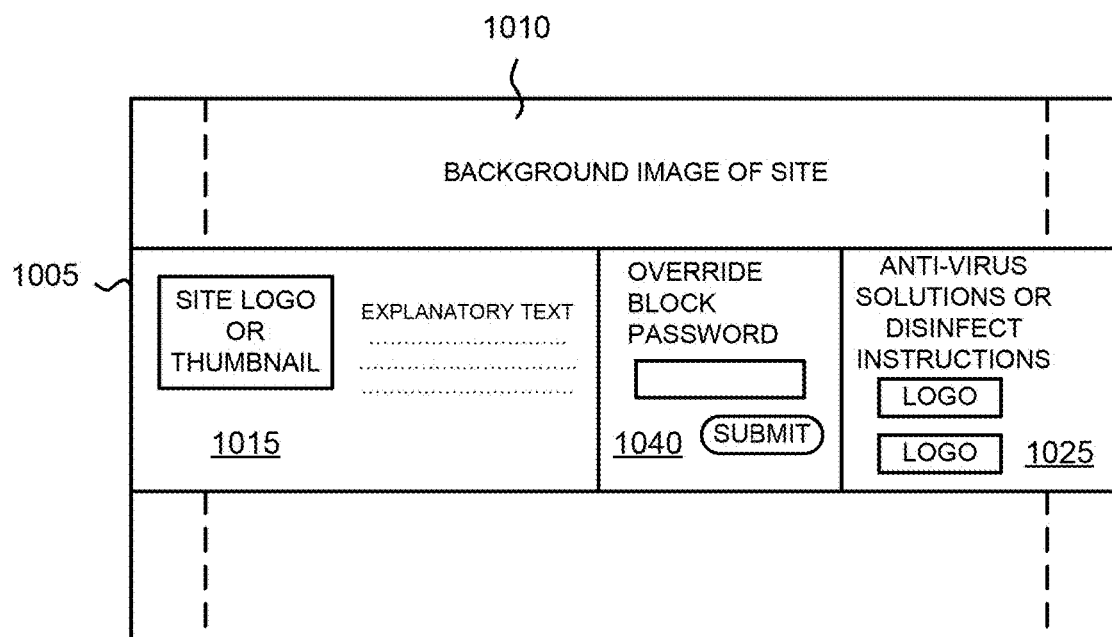 1010
BACKGROUND IMAGE OF SITE
1005
SITE LOGO
OR
THUMBNAIL
EXPLANATORY TEXT
1015
OVERRIDE
BLOCK
PASSWORD
SUBMIT
1040
ANTI-VIRUS
SOLUTIONS OR
DISINFECT
INSTRUCTIONS
LOGO
LOGO
1025